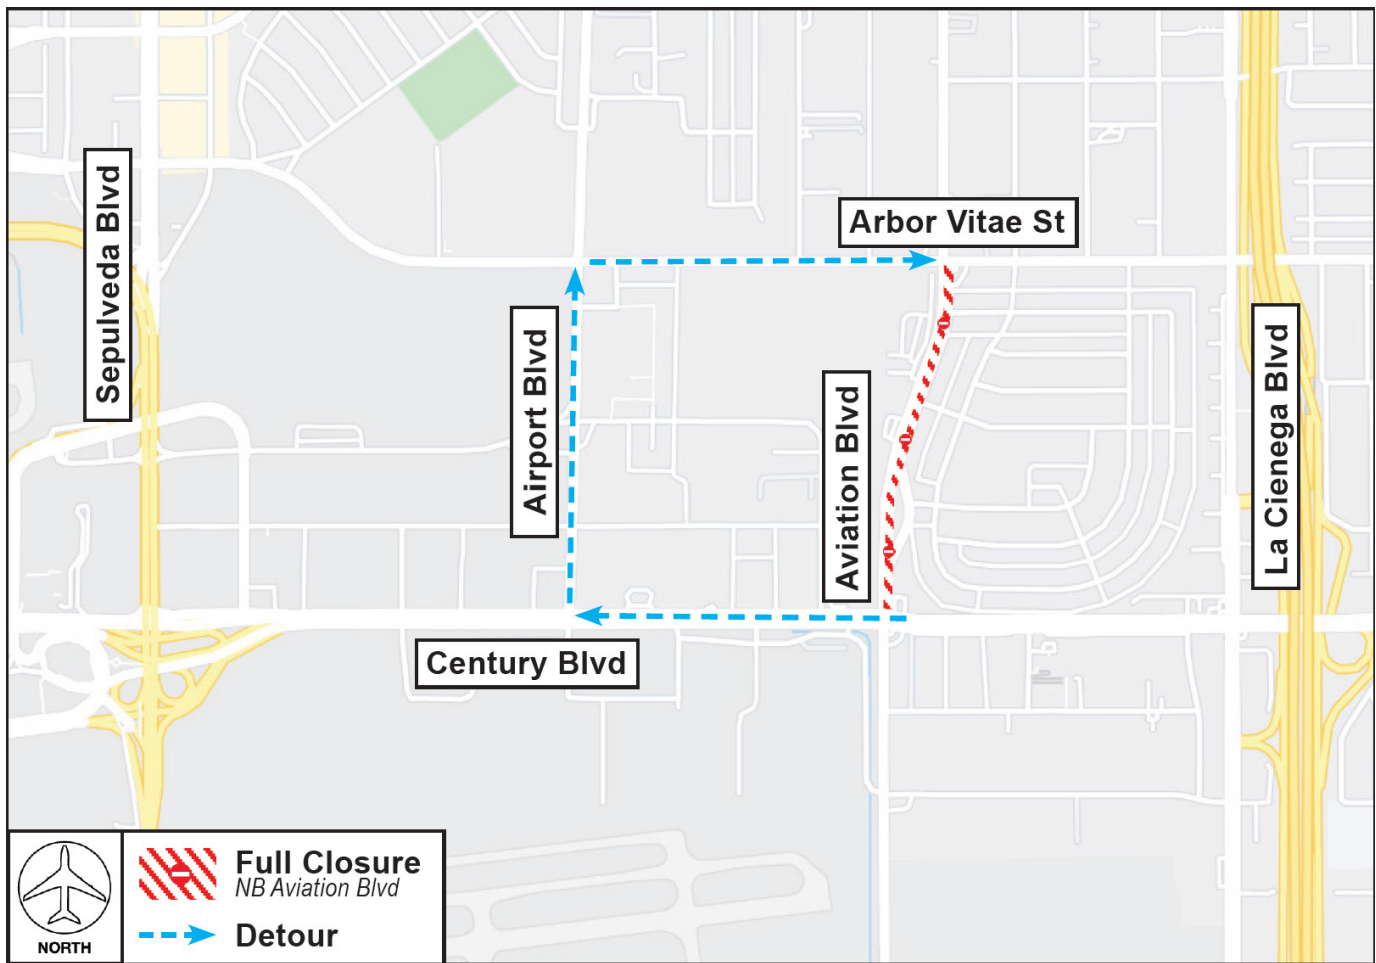 Sepulveda Blvd
Arbor Vitae St
Airport Blvd
Aviation Blvd
La Cienega Blvd
Century Blvd
NORTH
Full Closure
NB Aviation Blvd
Detour